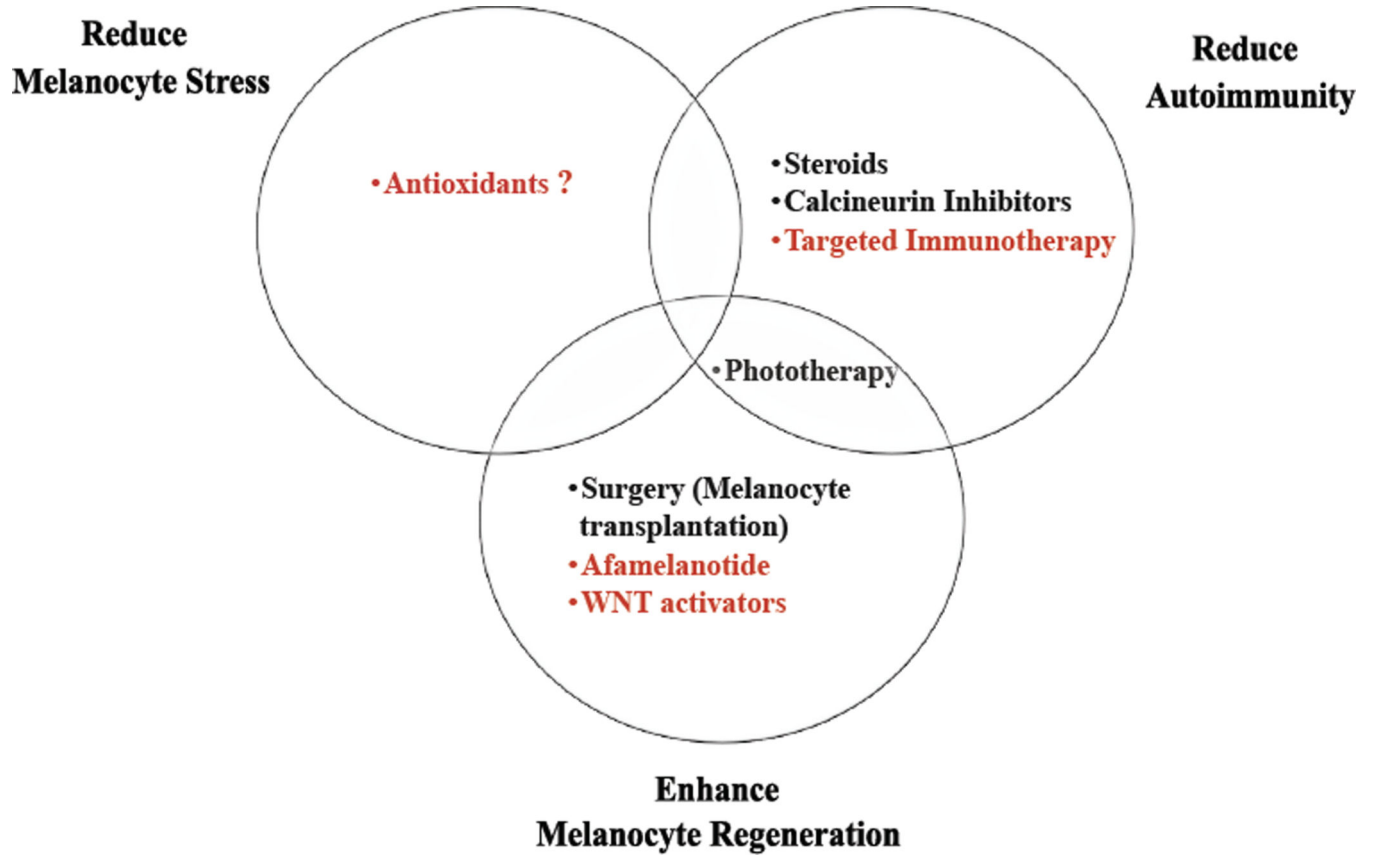 Reduce
Melanocyte Stress
Reduce
Autoimmunity
•Antioxidants ?
•Steroids
•Calcineurin Inhibitors
•Targeted Immunotherapy
•Phototherapy
•Surgery (Melanocyte
transplantation)
•Afamelanotide
•WNT activators
Enhance
Melanocyte Regeneration